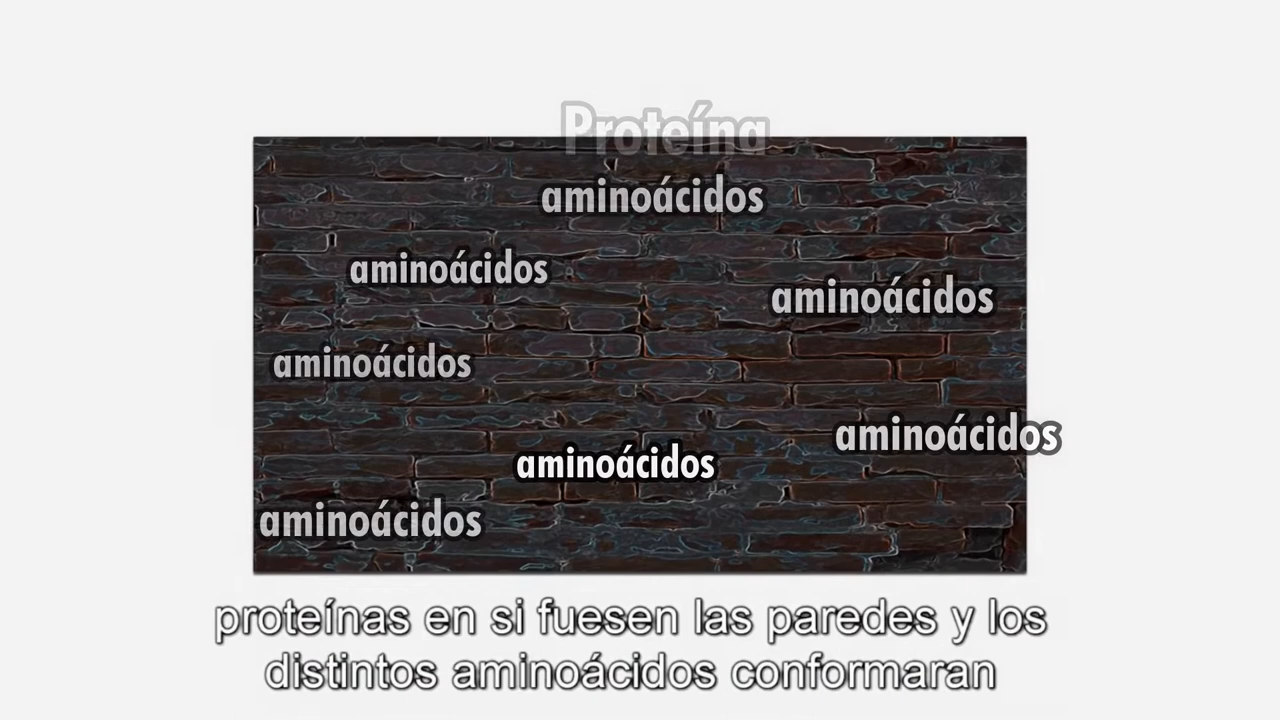 Proteína
aminoácidos
aminoácidos
aminoácidos
aminoácidos
aminoácidos
aminoácidos
aminoácidos
proteínas en si fuesen las paredes y los
distintos aminoácidos conformaran